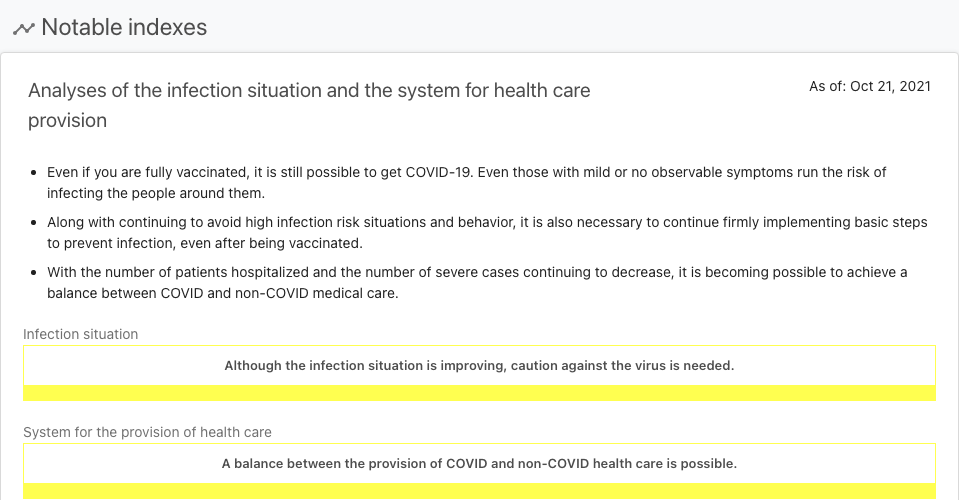 Notable indexes
Analyses of the infection situation and the system for health care
provision
As of: Oct 21, 2021
Even if you are fully vaccinated, it is still possible to get COVID-19. Even those with mild or no observable symptoms run the risk of
infecting the people around them.
Along with continuing to avoid high infection risk situations and behavior, it is also necessary to continue firmly implementing basic steps
to prevent infection, even after being vaccinated.
With the number of patients hospitalized and the number of severe cases continuing to decrease, it is becoming possible to achieve a
balance between COVID and non-COVID medical care.
Infection situation
Although the infection situation is improving, caution against the virus is needed.
System for the provision of health care
A balance between the provision of COVID and non-COVID health care is possible.